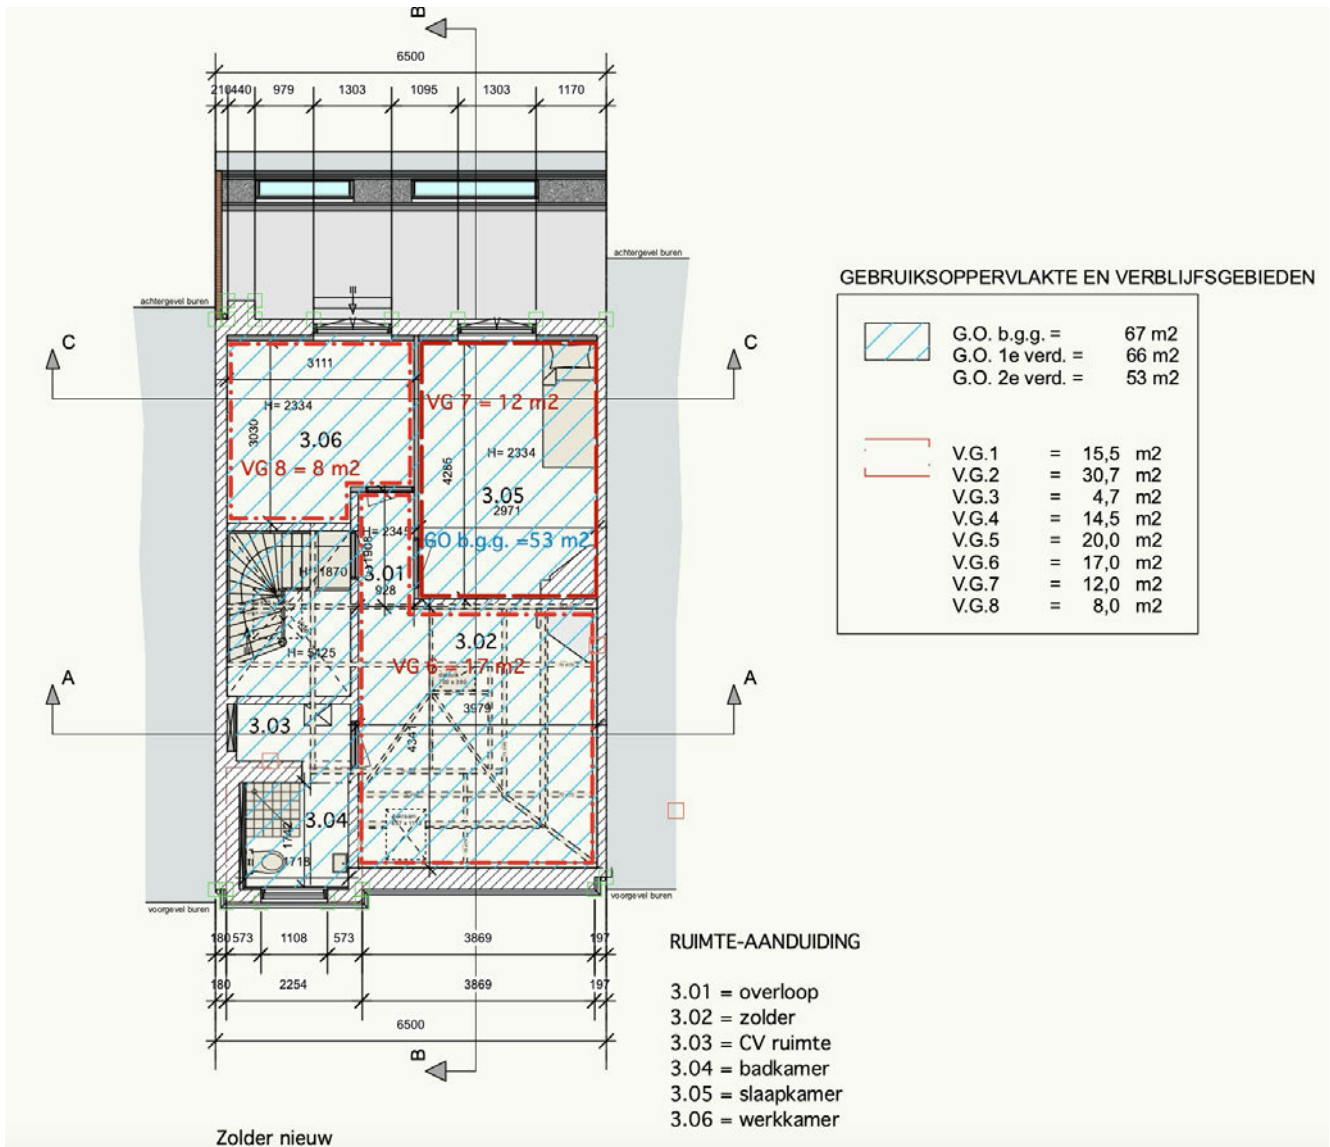 B
6500
210 440 979 1303 1095 1303 1170
achtergevel buren
achtergevel buren
GEBRUIKSOPPERVLAKTE EN VERBLIJFSGEBIEDEN
G.O. b.g.g. = 67 m2
G.O. 1e verd. = 66 m2
G.O. 2e verd. = 53 m2
V.G.1 = 15,5 m2
V.G.2 = 30,7 m2
V.G.3 = 4,7 m2
V.G.4 = 14,5 m2
V.G.5 = 20,0 m2
V.G.6 = 17,0 m2
V.G.7 = 12,0 m2
V.G.8 = 8,0 m2
C
C
3111
H= 2334
VG 7 = 12 m2
3030
3.06
VG 8 = 8 m2
H= 2334
4285
3.05
2971
H= 2345
GO b.g.g. =53 m2
1908
3.01
928
H= 1870
3.02
H= 5425
VG 6 = 17 m2
A
A
3979
3.03
4341
3.04
1742
1718
voorgevel buren
voorgevel buren
180 573 1108 573 3869 197
180 2254 3869 197
6500
B
RUIMTE-AANDUIDING
3.01 = overloop
3.02 = zolder
3.03 = CV ruimte
3.04 = badkamer
3.05 = slaapkamer
3.06 = werkkamer
Zolder nieuw